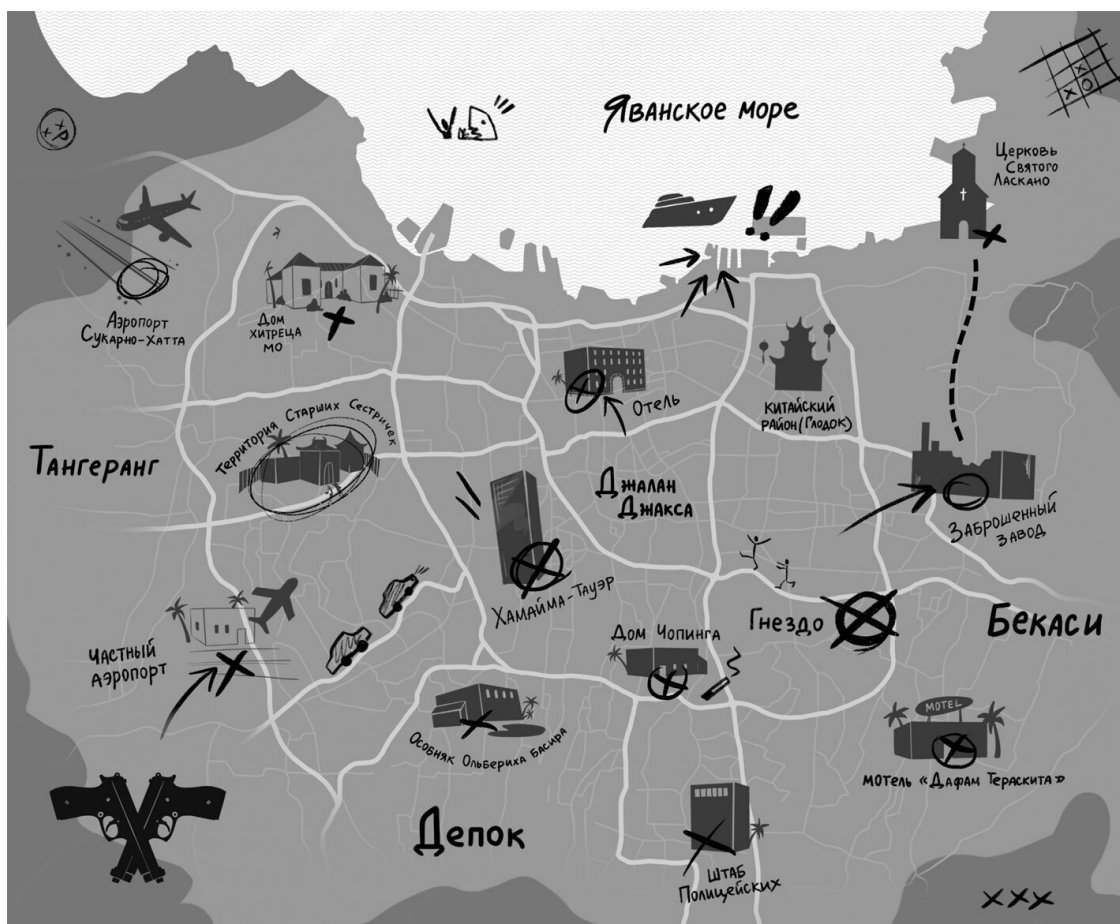 Яванское море
Церковь
Святого
Ласкано
Аэропорт
Сукарно-Хатта
Дом
хитреца
Мо
Отель
Китайский
район (Глодок)
Территория Старших Сестричек
Тангеранг
Джалан
Джакса
Заброшенный
завод
Хамайма-Тауэр
Гнездо
Бекаси
Дом Чопинга
Частный
аэропорт
Особняк Ольбериха Басира
MOTEL
мотель «Дафам Тераскита»
Депок
Штаб
Полицейских